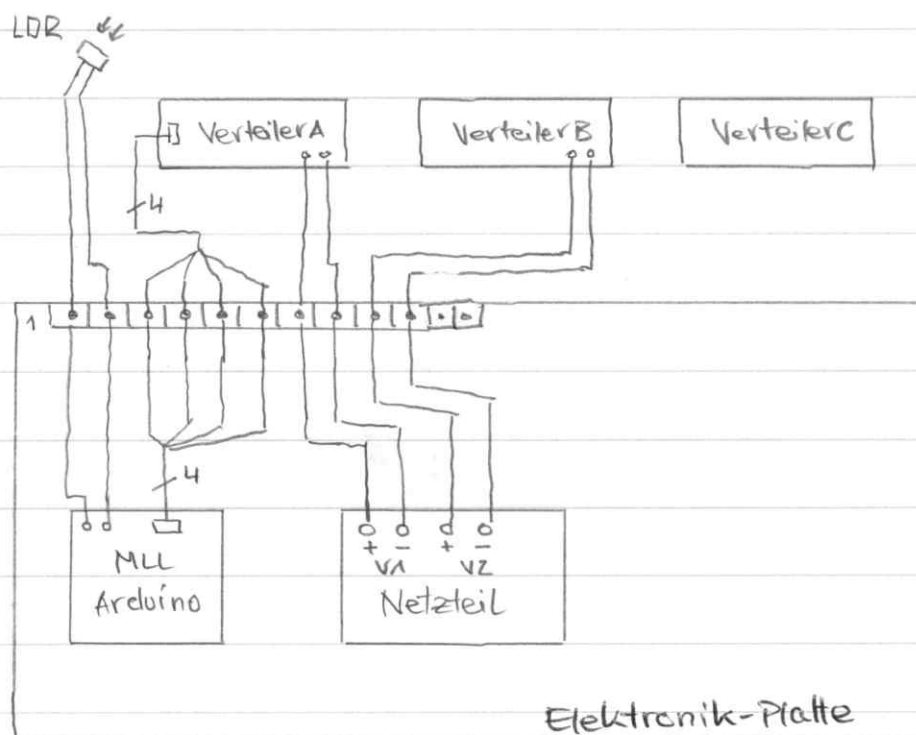 LDR
Verteiler A
Verteiler B
Verteiler C
4
1
4
+ - + -
V1 V2
MLL
Arduino
Netzteil
Elektronik-Platte